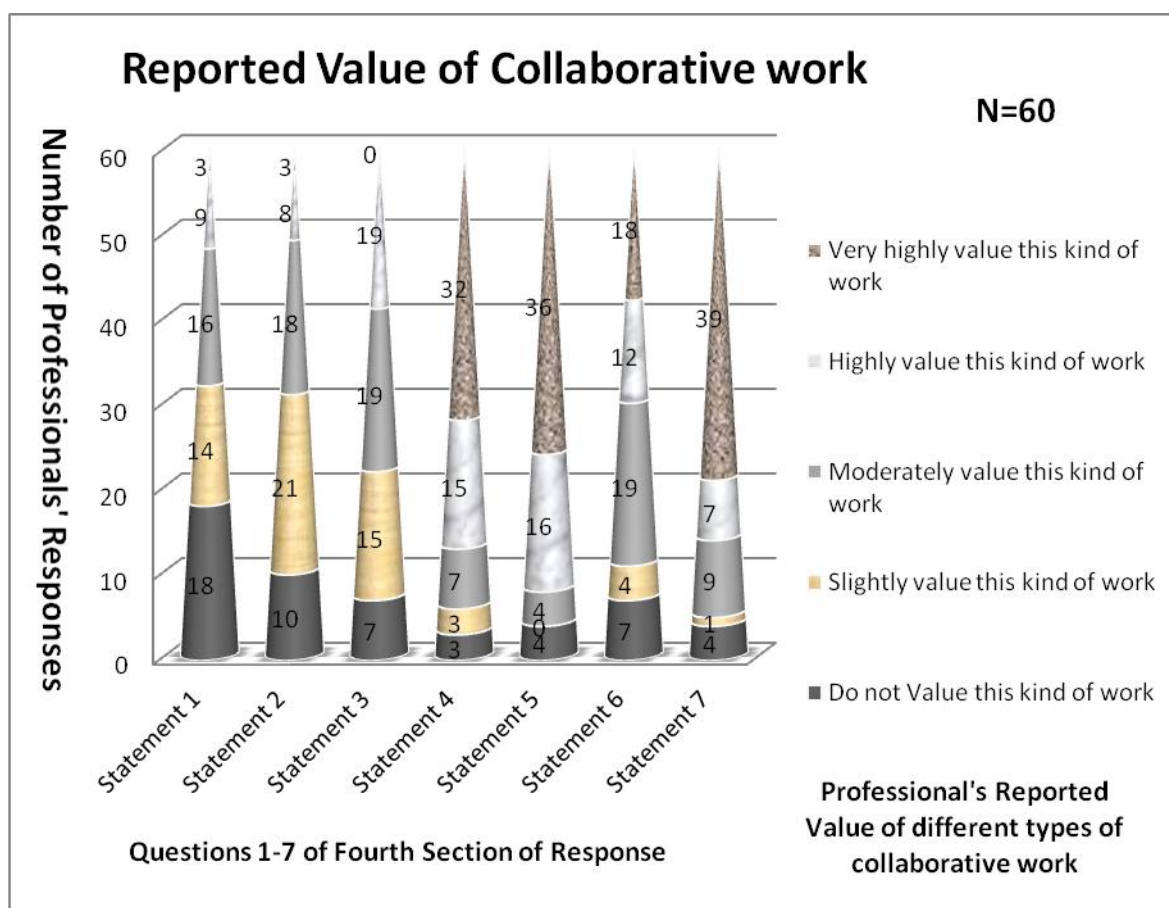 Reported Value of Collaborative work
N=60
Number of Professionals' Responses
60
50
40
30
20
10
0
3
9
16
14
18
3
8
18
21
10
0
19
19
15
7
32
15
7
3
3
36
16
4
0
4
18
12
19
4
7
39
7
9
1
4
Statement 1
Statement 2
Statement 3
Statement 4
Statement 5
Statement 6
Statement 7
Questions 1-7 of Fourth Section of Response
Very highly value this kind of
work
Highly value this kind of work
Moderately value this kind of
work
Slightly value this kind of work
Do not Value this kind of work
Professional's Reported
Value of different types of
collaborative work